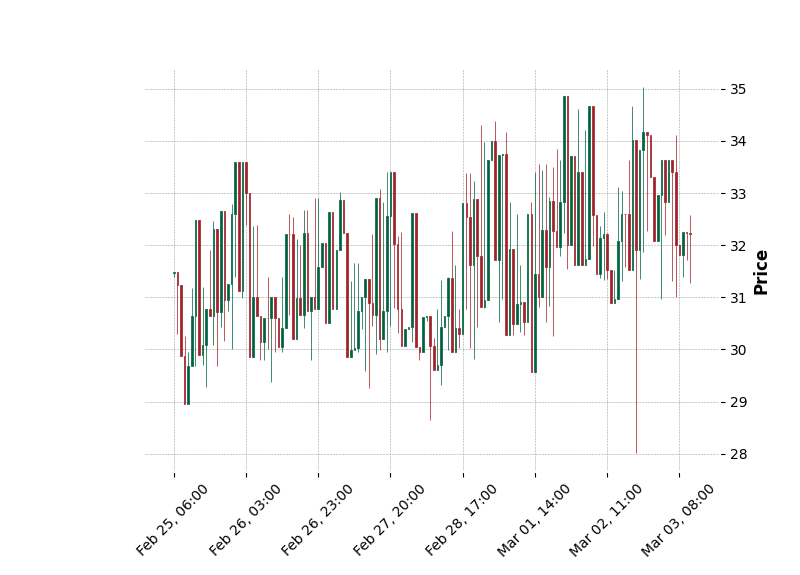 35
34
33
32
31
30
29
28
Price
Feb 25, 06:00
Feb 26, 03:00
Feb 26, 23:00
Feb 27, 20:00
Feb 28, 17:00
Mar 01, 14:00
Mar 02, 11:00
Mar 03, 08:00